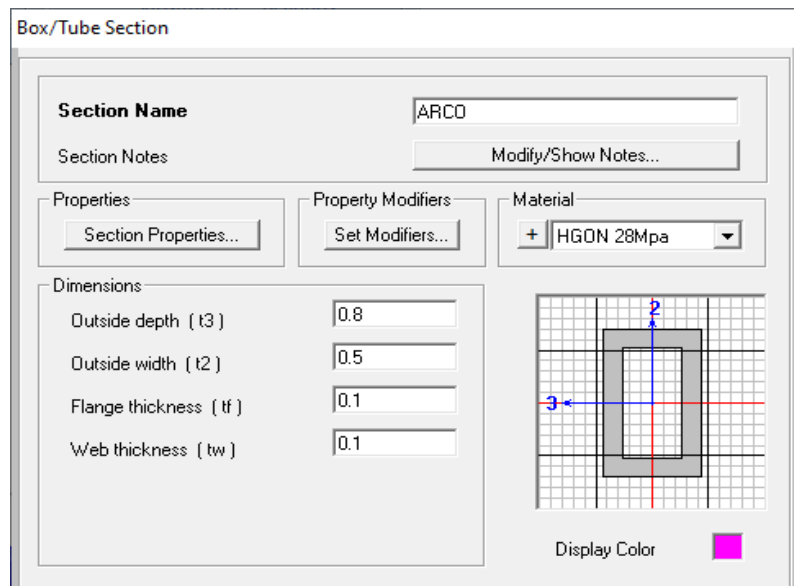 Box/Tube Section
Section Name ARCO
Section Notes Modify/Show Notes...
Properties Property Modifiers Material
Section Properties... Set Modifiers... + HGON 28Mpa
Dimensions
Outside depth ( t3 ) 0.8
Outside width ( t2 ) 0.5
Flange thickness ( tf ) 0.1
Web thickness ( tw ) 0.1
2
3
Display Color